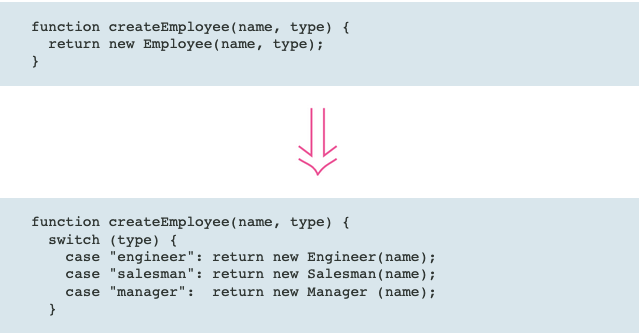 function createEmployee(name, type) {
  return new Employee(name, type);
}
function createEmployee(name, type) {
  switch (type) {
    case "engineer": return new Engineer(name);
    case "salesman": return new Salesman(name);
    case "manager":  return new Manager (name);
  }